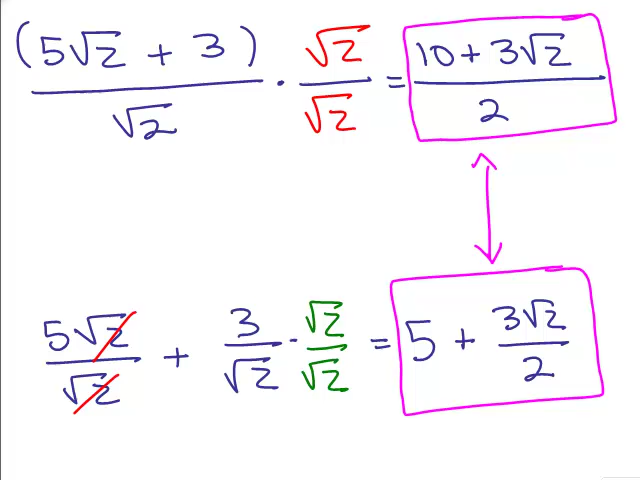 (5√2 + 3)/√2 · √2/√2 = (10 + 3√2)/2
5√2/√2 + 3/√2 · √2/√2 = 5 + 3√2/2